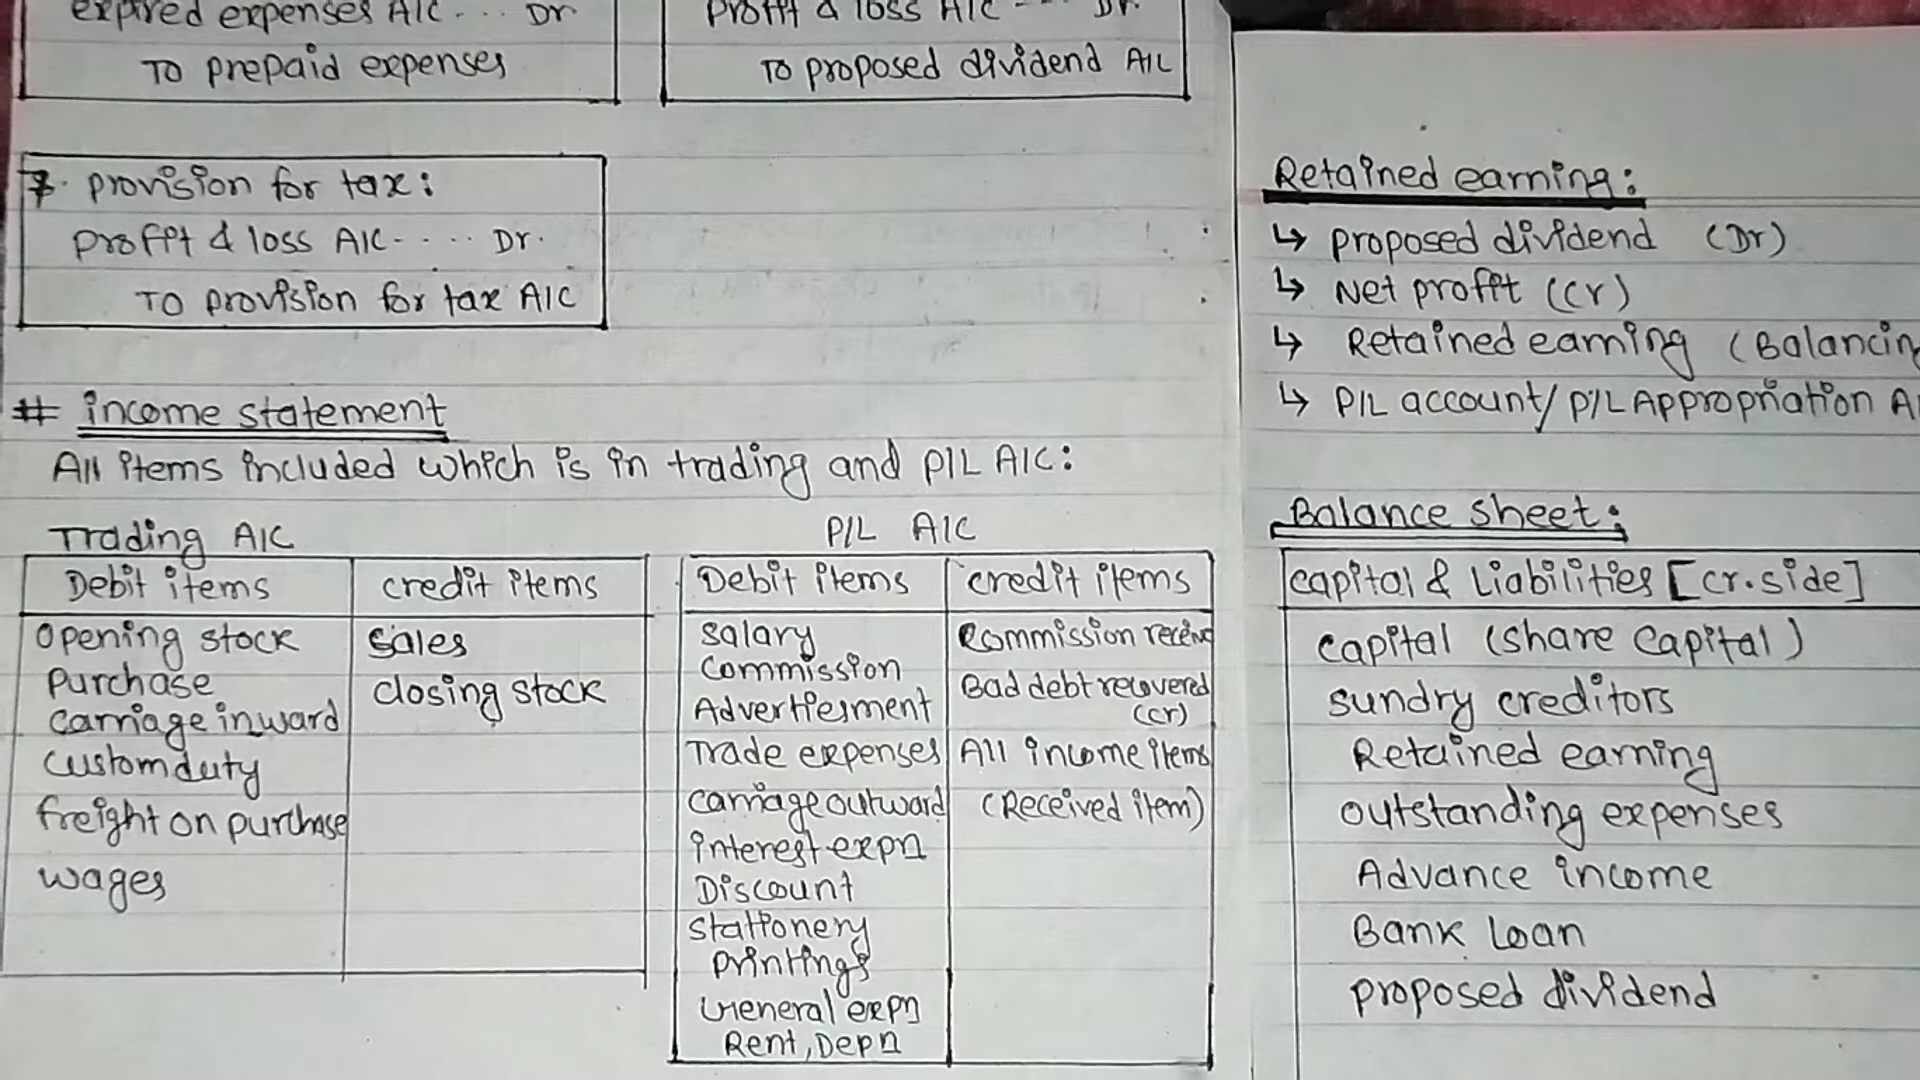 expired expenses A/C .... Dr
To prepaid expenses
profit & loss A/C .... Dr.
To proposed dividend A/C
7. provision for tax:
profit & loss A/C..... Dr.
To provision for tax A/C
# income statement
All items included which is in trading and P/L A/C:
Trading A/C
Debit items
credit items
opening stock
sales
purchase
closing stock
carriage inward
custom duty
freight on purchase
wages
P/L A/C
Debit items
credit items
salary
commission
Advertiesment
Trade expenses
carriage outward
interest expn
Discount
stationery
printings
General expn
Rent, Depn
commission
Bad debt recovered
(cr)
All income items
(Received item)
Retained earning:
↳ proposed dividend (Dr)
↳ Net profit (cr)
↳ Retained earning (Balancin
↳ P/L account/P/L Appropriation A
Balance sheet:
capital & Liabilities [cr. side]
capital (share capital)
sundry creditors
Retained earning
outstanding expenses
Advance income
Bank Loan
proposed dividend